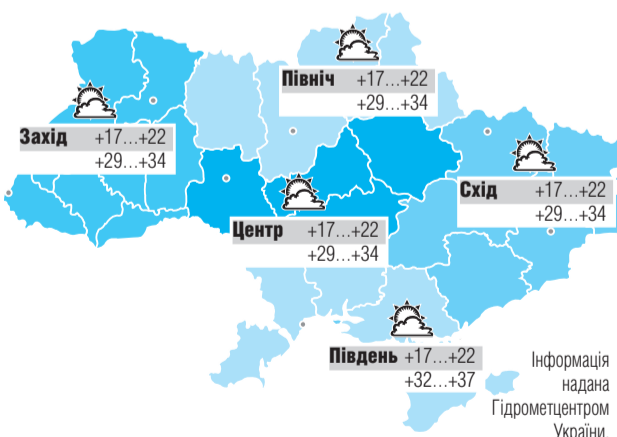 Північ +17...+22
+29...+34
Захід +17...+22
+29...+34
Схід +17...+22
+29...+34
Центр +17...+22
+29...+34
Південь +17...+22
+32...+37
Інформація
надана
Гідрометцентром
України.